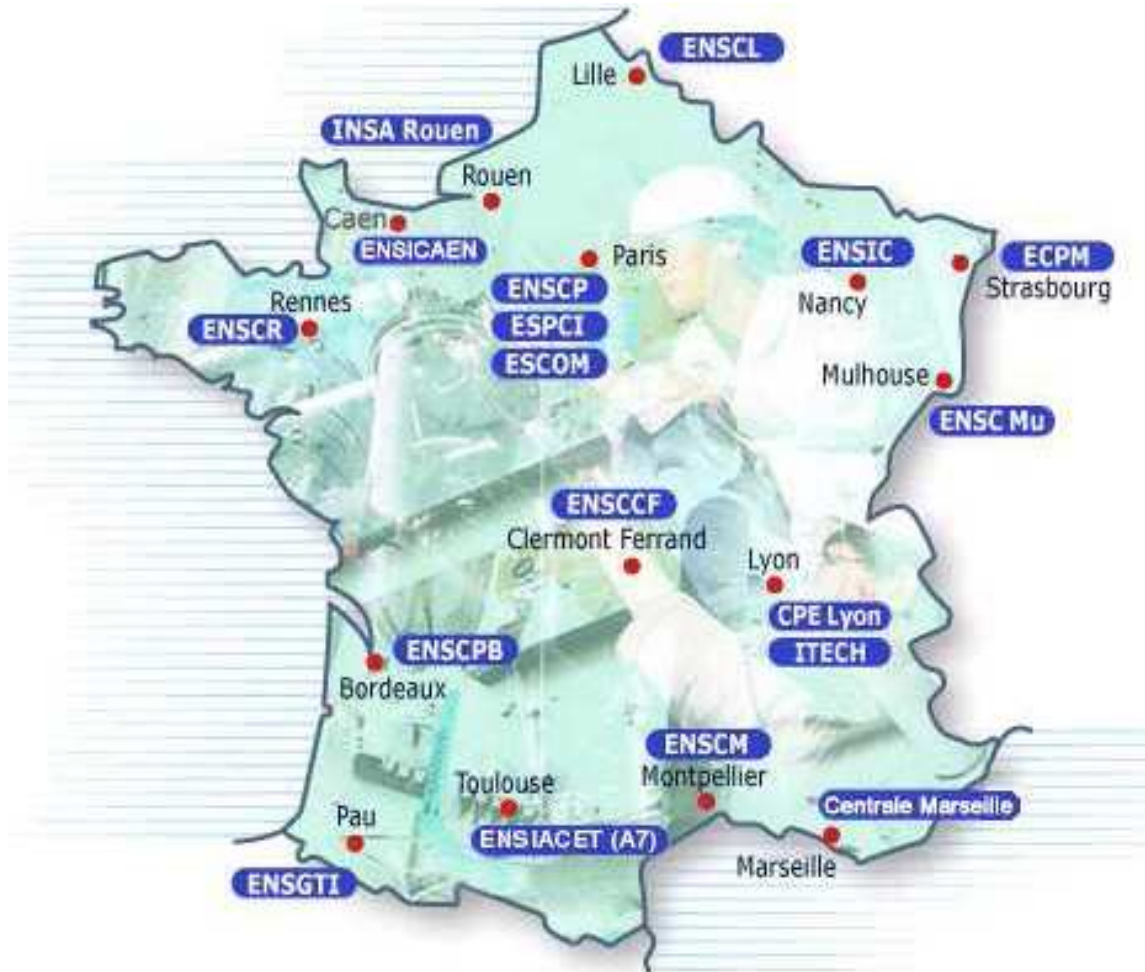 ENSCL
Lille
INSA Rouen
Rouen
Caen
ENSICAEN
Paris
ENSCP
ESPCI
ESCOM
ENSIC
Nancy
ECPM
Strasbourg
Rennes
ENSCR
Mulhouse
ENSC Mu
ENSCCF
Clermont Ferrand
Lyon
CPE Lyon
ITECH
ENSCPB
Bordeaux
ENSCM
Montpellier
Toulouse
ENSIACET (A7)
Centrale Marseille
Marseille
Pau
ENSGTI